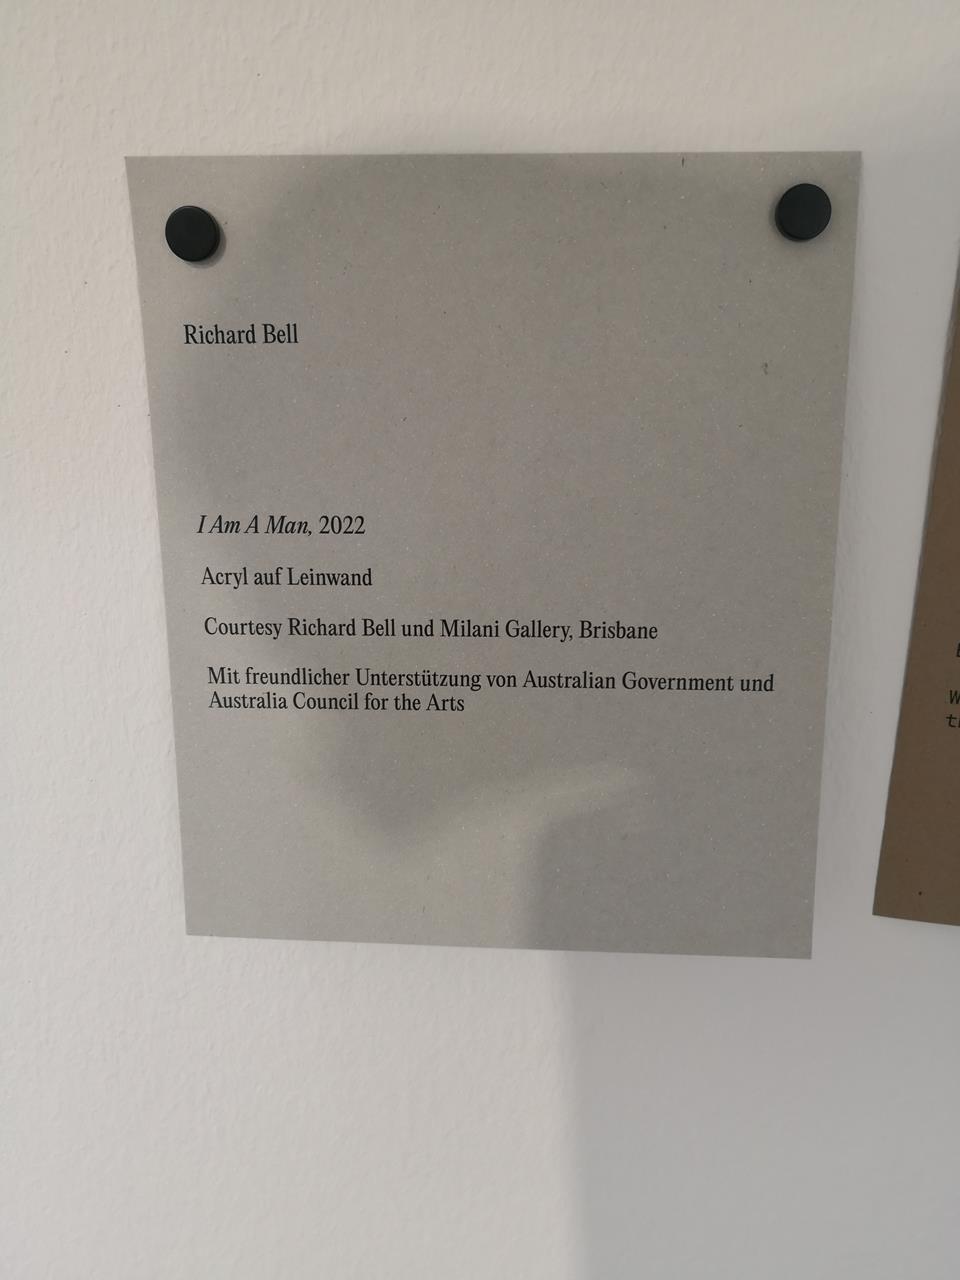 Richard Bell
I Am A Man, 2022
Acryl auf Leinwand
Courtesy Richard Bell und Milani Gallery, Brisbane
Mit freundlicher Unterstützung von Australian Government und
Australia Council for the Arts